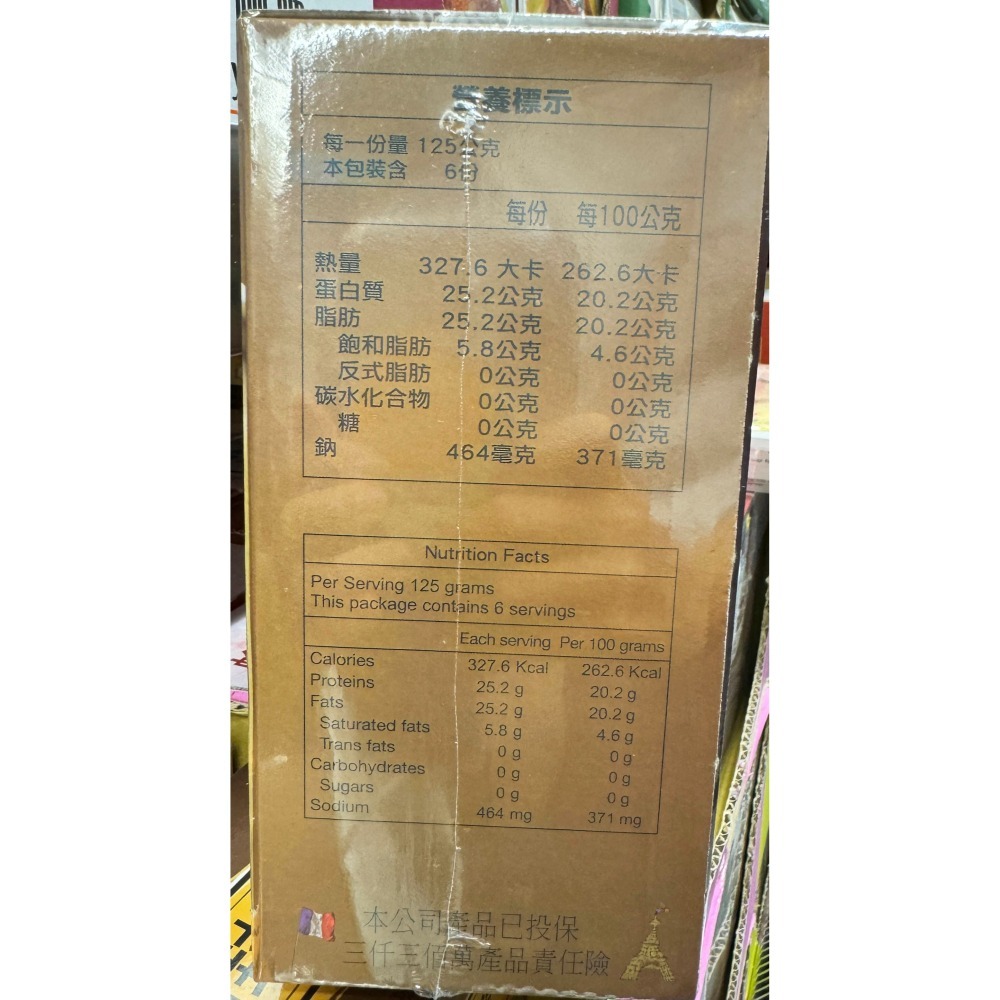 營養標示
每一份量 125公克
本包裝含 6份
每份 每100公克
熱量 327.6 大卡 262.6大卡
蛋白質 25.2公克 20.2公克
脂肪 25.2公克 20.2公克
飽和脂肪 5.8公克 4.6公克
反式脂肪 0公克 0公克
碳水化合物 0公克 0公克
糖 0公克 0公克
鈉 464毫克 371毫克
Nutrition Facts
Per Serving 125 grams
This package contains 6 servings
Each serving Per 100 grams
Calories 327.6 Kcal 262.6 Kcal
Proteins 25.2 g 20.2 g
Fats 25.2 g 20.2 g
Saturated fats 5.8 g 4.6 g
Trans fats 0 g 0 g
Carbohydrates 0 g 0 g
Sugars 0 g 0 g
Sodium 464 mg 371 mg
本公司產品已投保
三仟三佰萬產品責任險